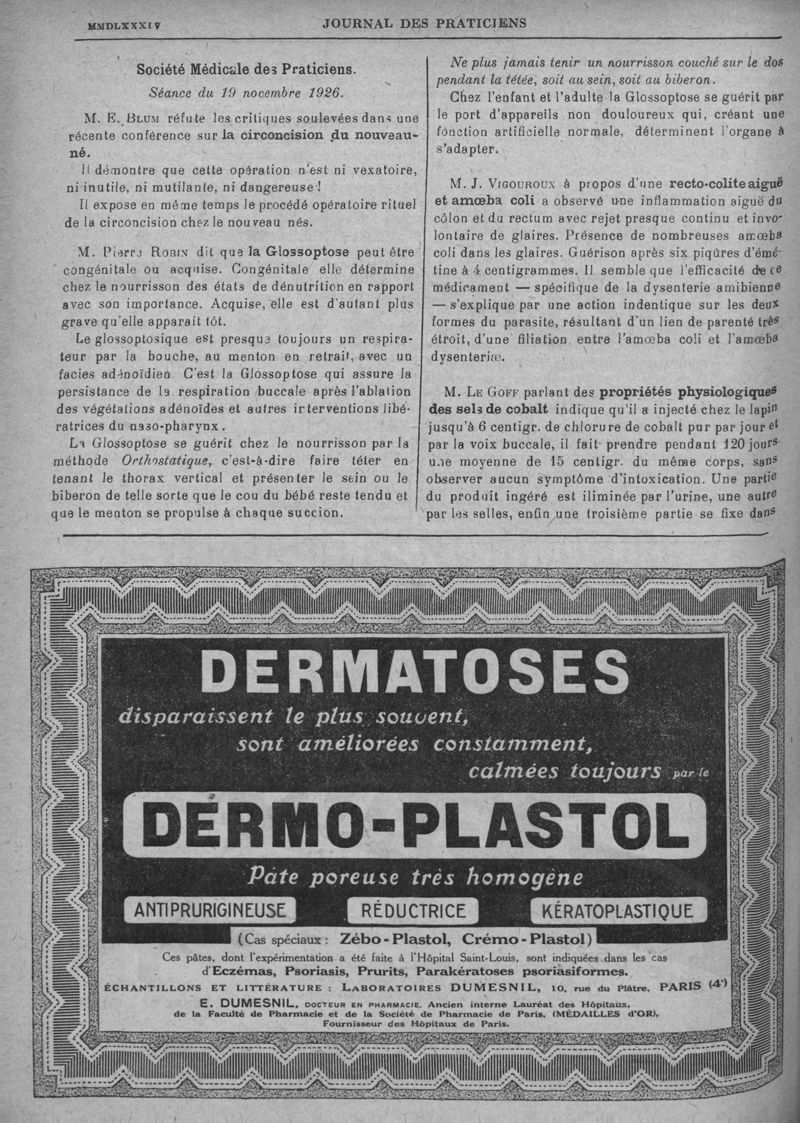 MMDLXXXIV
JOURNAL DES PRATICIENS
Société Médicale des Praticiens.
Séance du 19 novembre 1926.
M. E. BLUM réfute les critiques soulevées dans une
récente conférence sur la circoncision du nouveau-
né.
Il démontre que cette opération n'est ni vexatoire,
ni inutile, ni mutilante, ni dangereuse !
Il expose en même temps le procédé opératoire rituel
de la circoncision chez le nouveau nés.
M. Pierre ROBIN dit que la Glossoptose peut être
congénitale ou acquise. Congénitale elle détermine
chez le nourrisson des états de dénutrition en rapport
avec son importance. Acquise, elle est d'autant plus
grave qu'elle apparait tôt.
Le glossoptosique est presque toujours un respira-
teur par la bouche, au menton en retrait, avec un
facies adénoïdien. C'est la Glossoptose qui assure la
persistance de la respiration buccale après l'ablation
des végétations adénoïdes et autres interventions libé-
ratrices du naso-pharynx.
La Glossoptose se guérit chez le nourrisson par la
méthode Orthostatique, c'est-à-dire faire téter en
tenant le thorax vertical et présenter le sein ou le
biberon de telle sorte que le cou du bébé reste tendu et
que le menton se propulse à chaque succion.
Ne plus jamais tenir un nourrisson couché sur le dos
pendant la tétée, soit au sein, soit au biberon.
Chez l'enfant et l'adulte la Glossoptose se guérit par
le port d'appareils non douloureux qui, créant une
fonction artificielle normale, déterminent l'organe à
s'adapter.
M. J. VIGOUROUX à propos d'une recto-colite aiguë
et amœba coli a observé une inflammation aiguë du
côlon et du rectum avec rejet presque continu et invo-
lontaire de glaires. Présence de nombreuses amœba
coli dans les glaires. Guérison après six piqûres d'émé-
tine à 4 centigrammes. Il semble que l'efficacité de ce
médicament — spécifique de la dysenterie amibienne
— s'explique par une action indentique sur les deux
formes du parasite, résultant d'un lien de parenté très
étroit, d'une filiation entre l'amœba coli et l'amœba
dysenteriæ.
M. LE GOFF parlant des propriétés physiologiques
des sels de cobalt indique qu'il a injecté chez le lapin
jusqu'à 6 centigr. de chlorure de cobalt pur par jour et
par la voix buccale, il fait prendre pendant 120 jours
une moyenne de 15 centigr. du même corps, sans
observer aucun symptôme d'intoxication. Une partie
du produit ingéré est iliminée par l'urine, une autre
par les selles, enfin une troisième partie se fixe dans
DERMATOSES
disparaissent le plus souvent,
sont améliorées constamment,
calmées toujours par le
DERMO-PLASTOL
Pâte poreuse très homogène
ANTIPRURIGINEUSE RÉDUCTRICE KÉRATOPLASTIQUE
(Cas spéciaux : Zébo-Plastol, Crémo-Plastol)
Ces pâtes, dont l'expérimentation a été faite à l'Hôpital Saint-Louis, sont indiquées dans les cas
d'Eczémas, Psoriasis, Prurits, Parakératoses psoriasiformes.
ÉCHANTILLONS ET LITTÉRATURE : LABORATOIRES DUMESNIL, 10, rue du Plâtre, PARIS (4e)
E. DUMESNIL, DOCTEUR EN PHARMACIE, Ancien interne Lauréat des Hôpitaux,
de la Faculté de Pharmacie et de la Société de Pharmacie de Paris, (MÉDAILLES d'OR),
Fournisseur des Hôpitaux de Paris.